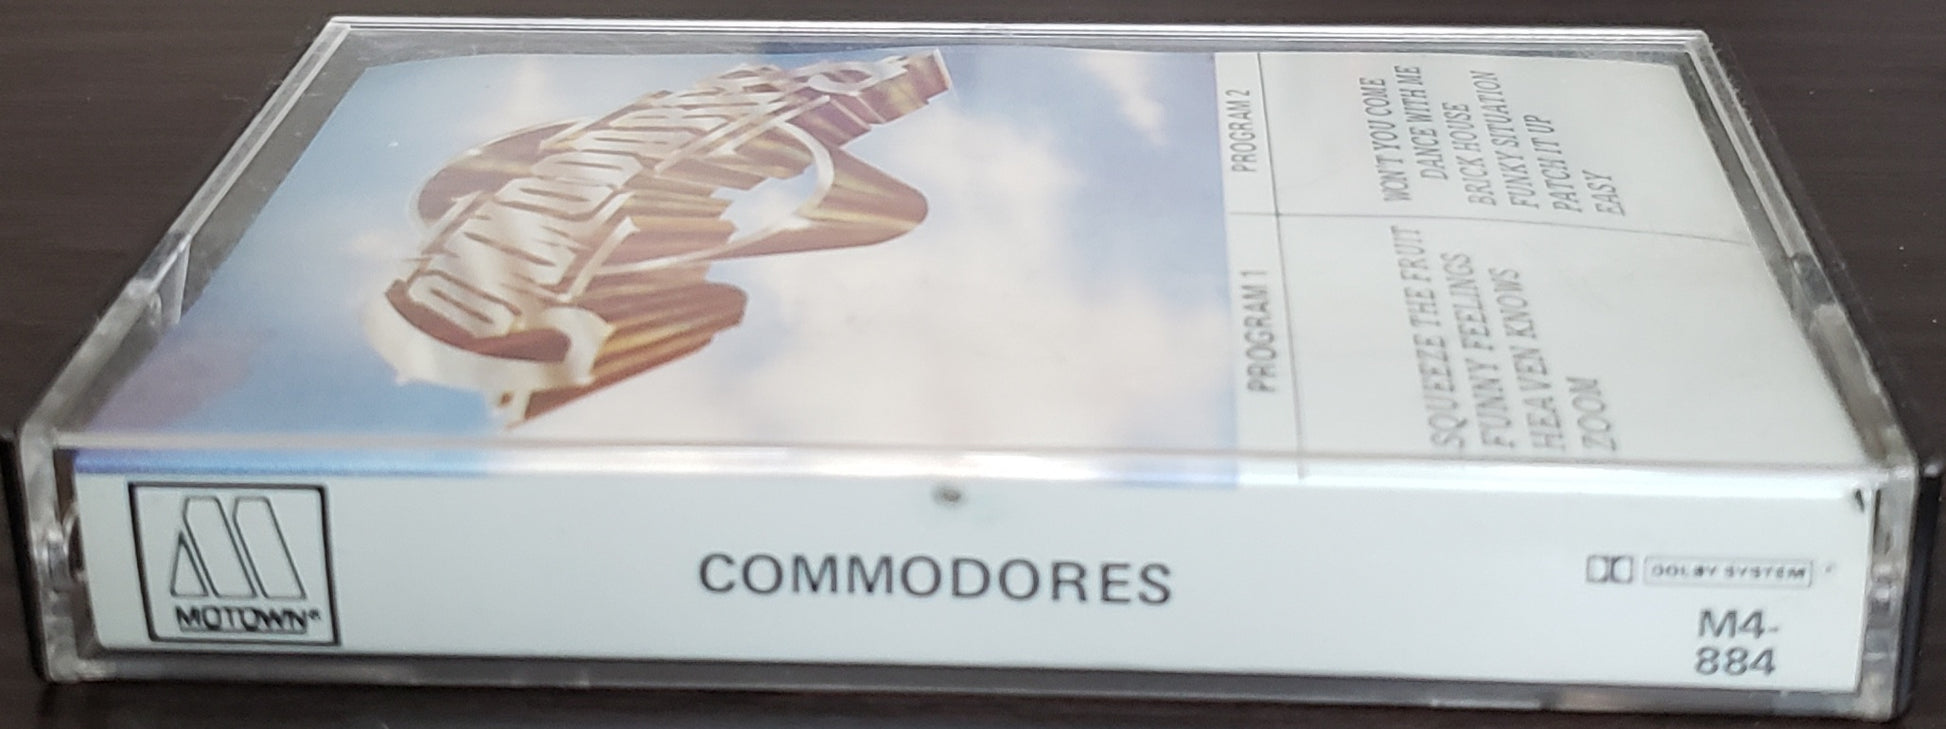 COMMODORES
PROGRAM 1
SQUEEZE THE FRUIT
FUNNY FEELINGS
HEAVEN KNOWS
ZOOM
PROGRAM 2
WON'T YOU COME
DANCE WITH ME
BRICK HOUSE
FUNKY SITUATION
PATCH IT UP
EASY
MOTOWN®
COMMODORES
DOLBY SYSTEM
M4-
884